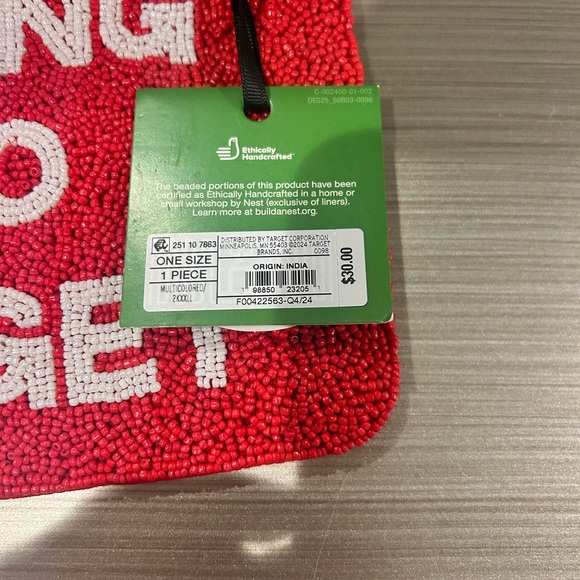 NG
O
GET
C-002450-01-002
DES25_50B03-0098
Ethically
Handcrafted
The beaded portions of this product have been
certified as Ethically Handcrafted in a home or
small workshop by Nest (exclusive of liners).
Learn more at buildanest.org.
251 10 7863
ONE SIZE
1 PIECE
MULTICOLORED/
DISTRIBUTED BY TARGET CORPORATION
MINNEAPOLIS, MN 55403 ©2024 TARGET
BRANDS, INC. 0098
ORIGIN: INDIA
1 98850 23205 1
F00422563-Q4/24
$30.00